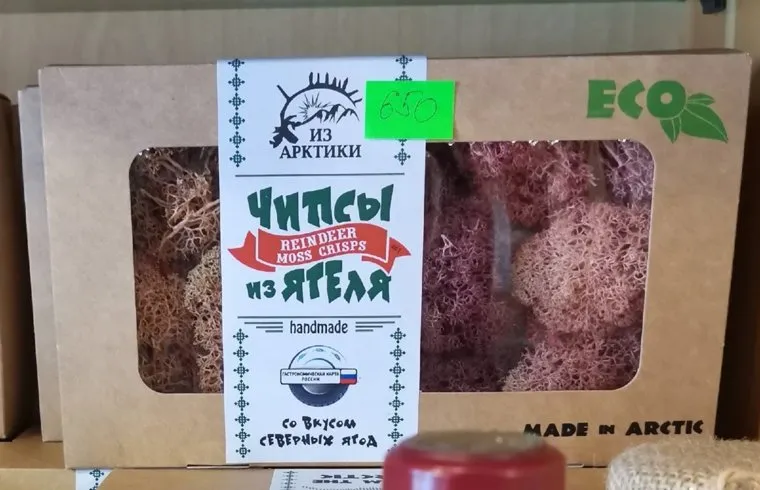 ИЗ
АРКТИКИ
650
ECO
ЧИПСЫ
REINDEER
MOSS CRISPS
ИЗ ЯГЕЛЯ
handmade
ГАСТРОНОМИЧЕСКАЯ КАРТА
РОССИИ
СО ВКУСОМ
СЕВЕРНЫХ ЯГОД
MADE IN ARCTIC